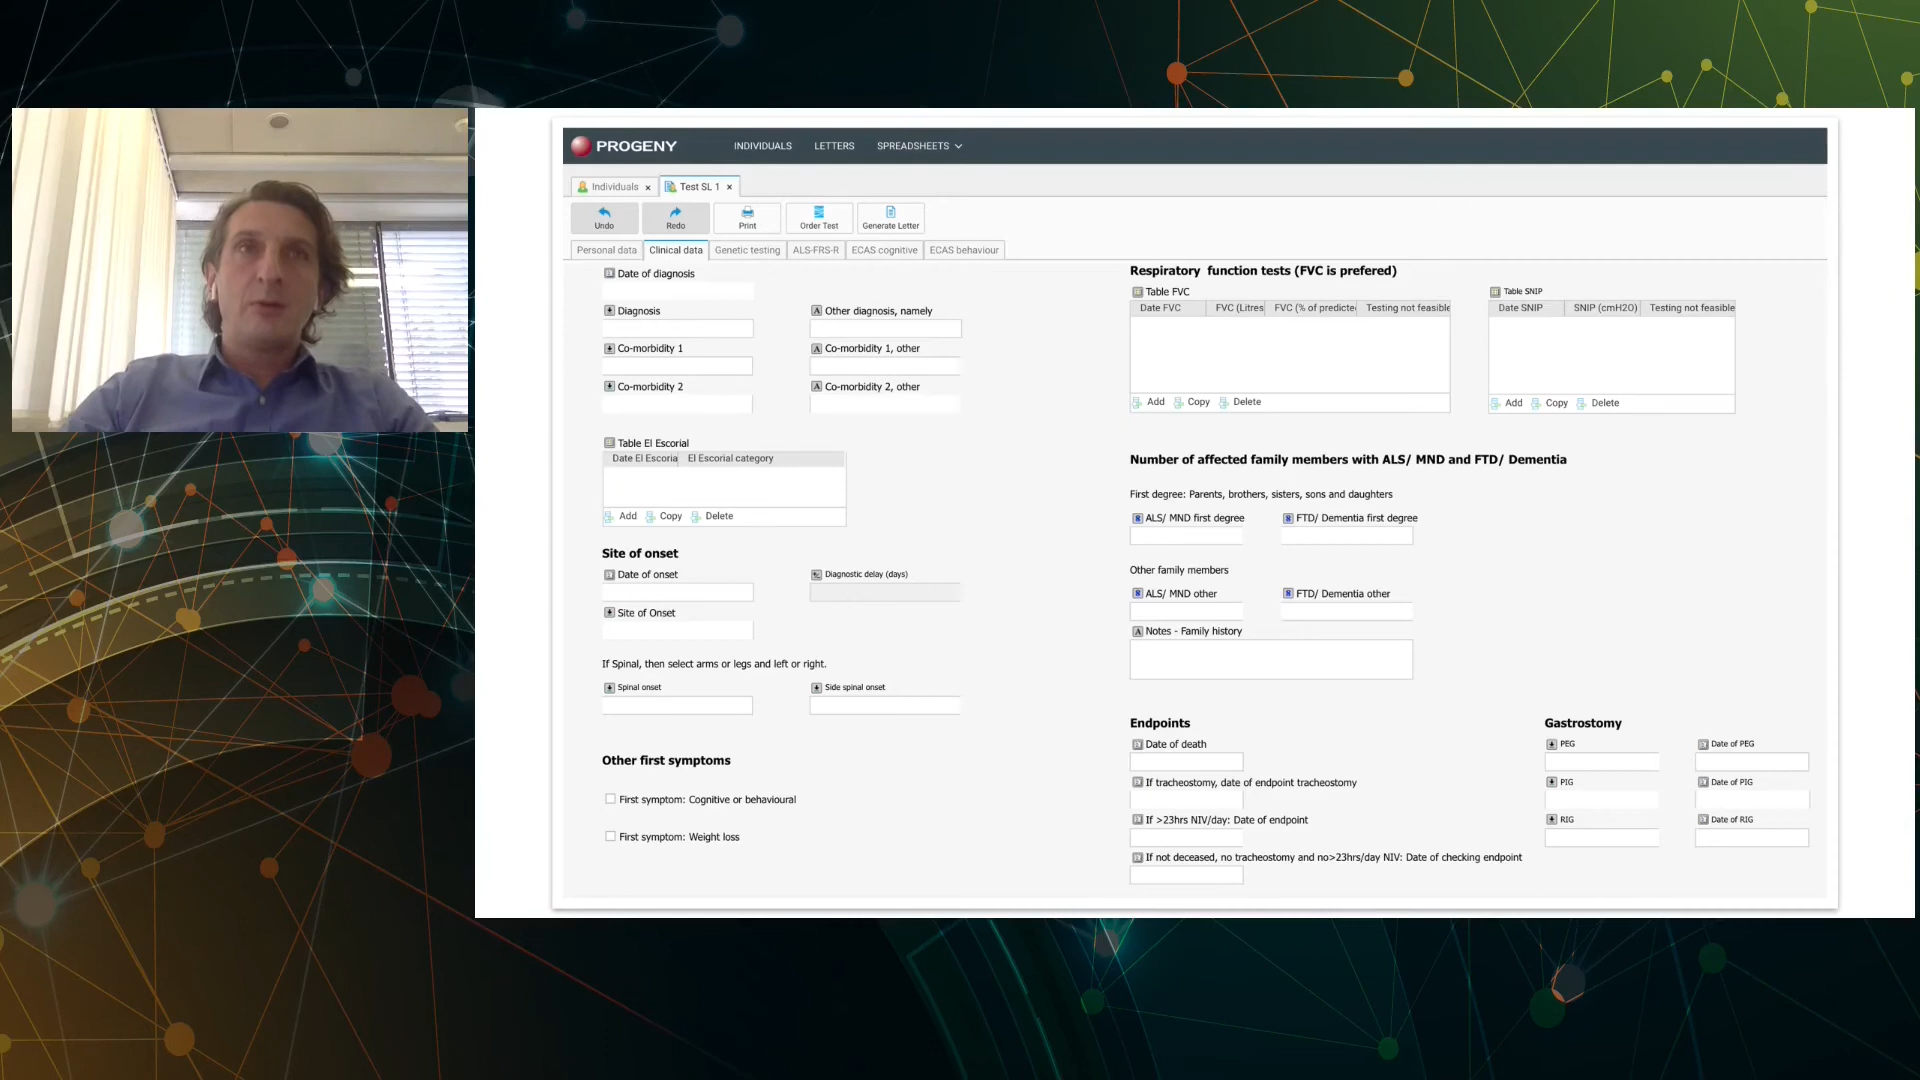 PROGENY INDIVIDUALS LETTERS SPREADSHEETS
Individuals x Test SL 1 x
Undo Redo Print Order Test Generate Letter
Personal data Clinical data Genetic testing ALS-FRS-R ECAS cognitive ECAS behaviour
Date of diagnosis
Diagnosis A Other diagnosis, namely
Co-morbidity 1 A Co-morbidity 1, other
Co-morbidity 2 A Co-morbidity 2, other
Table El Escorial
Date El Escoria El Escorial category
Add Copy Delete
Site of onset
Date of onset Diagnostic delay (days)
Site of Onset
If Spinal, then select arms or legs and left or right.
Spinal onset Side spinal onset
Other first symptoms
First symptom: Cognitive or behavioural
First symptom: Weight loss
Respiratory function tests (FVC is prefered)
Table FVC Table SNIP
Date FVC FVC (Litres FVC (% of predicte Testing not feasible Date SNIP SNIP (cmH2O) Testing not feasible
Add Copy Delete Add Copy Delete
Number of affected family members with ALS/ MND and FTD/ Dementia
First degree: Parents, brothers, sisters, sons and daughters
8 ALS/ MND first degree 8 FTD/ Dementia first degree
Other family members
8 ALS/ MND other 8 FTD/ Dementia other
A Notes - Family history
Endpoints Gastrostomy
Date of death PEG Date of PEG
If tracheostomy, date of endpoint tracheostomy PIG Date of PIG
If >23hrs NIV/day: Date of endpoint RIG Date of RIG
If not deceased, no tracheostomy and no>23hrs/day NIV: Date of checking endpoint